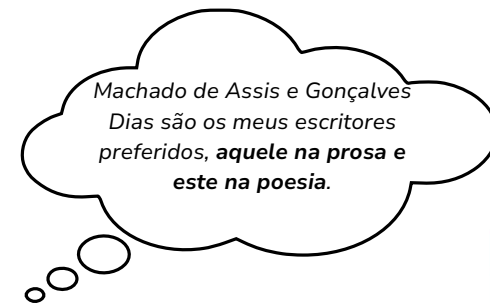 Machado de Assis e Gonçalves
Dias são os meus escritores
preferidos, aquele na prosa e
este na poesia.